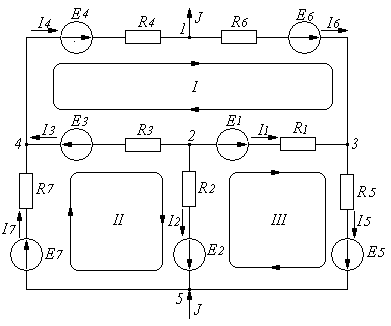 I4 E4 R4 1 J R6 E6 I6
I
I3 E3 R3 2 E1 I1 R1
4 3
R7 II R2 III R5
I7 I2 I5
E7 E2 E5
5 J